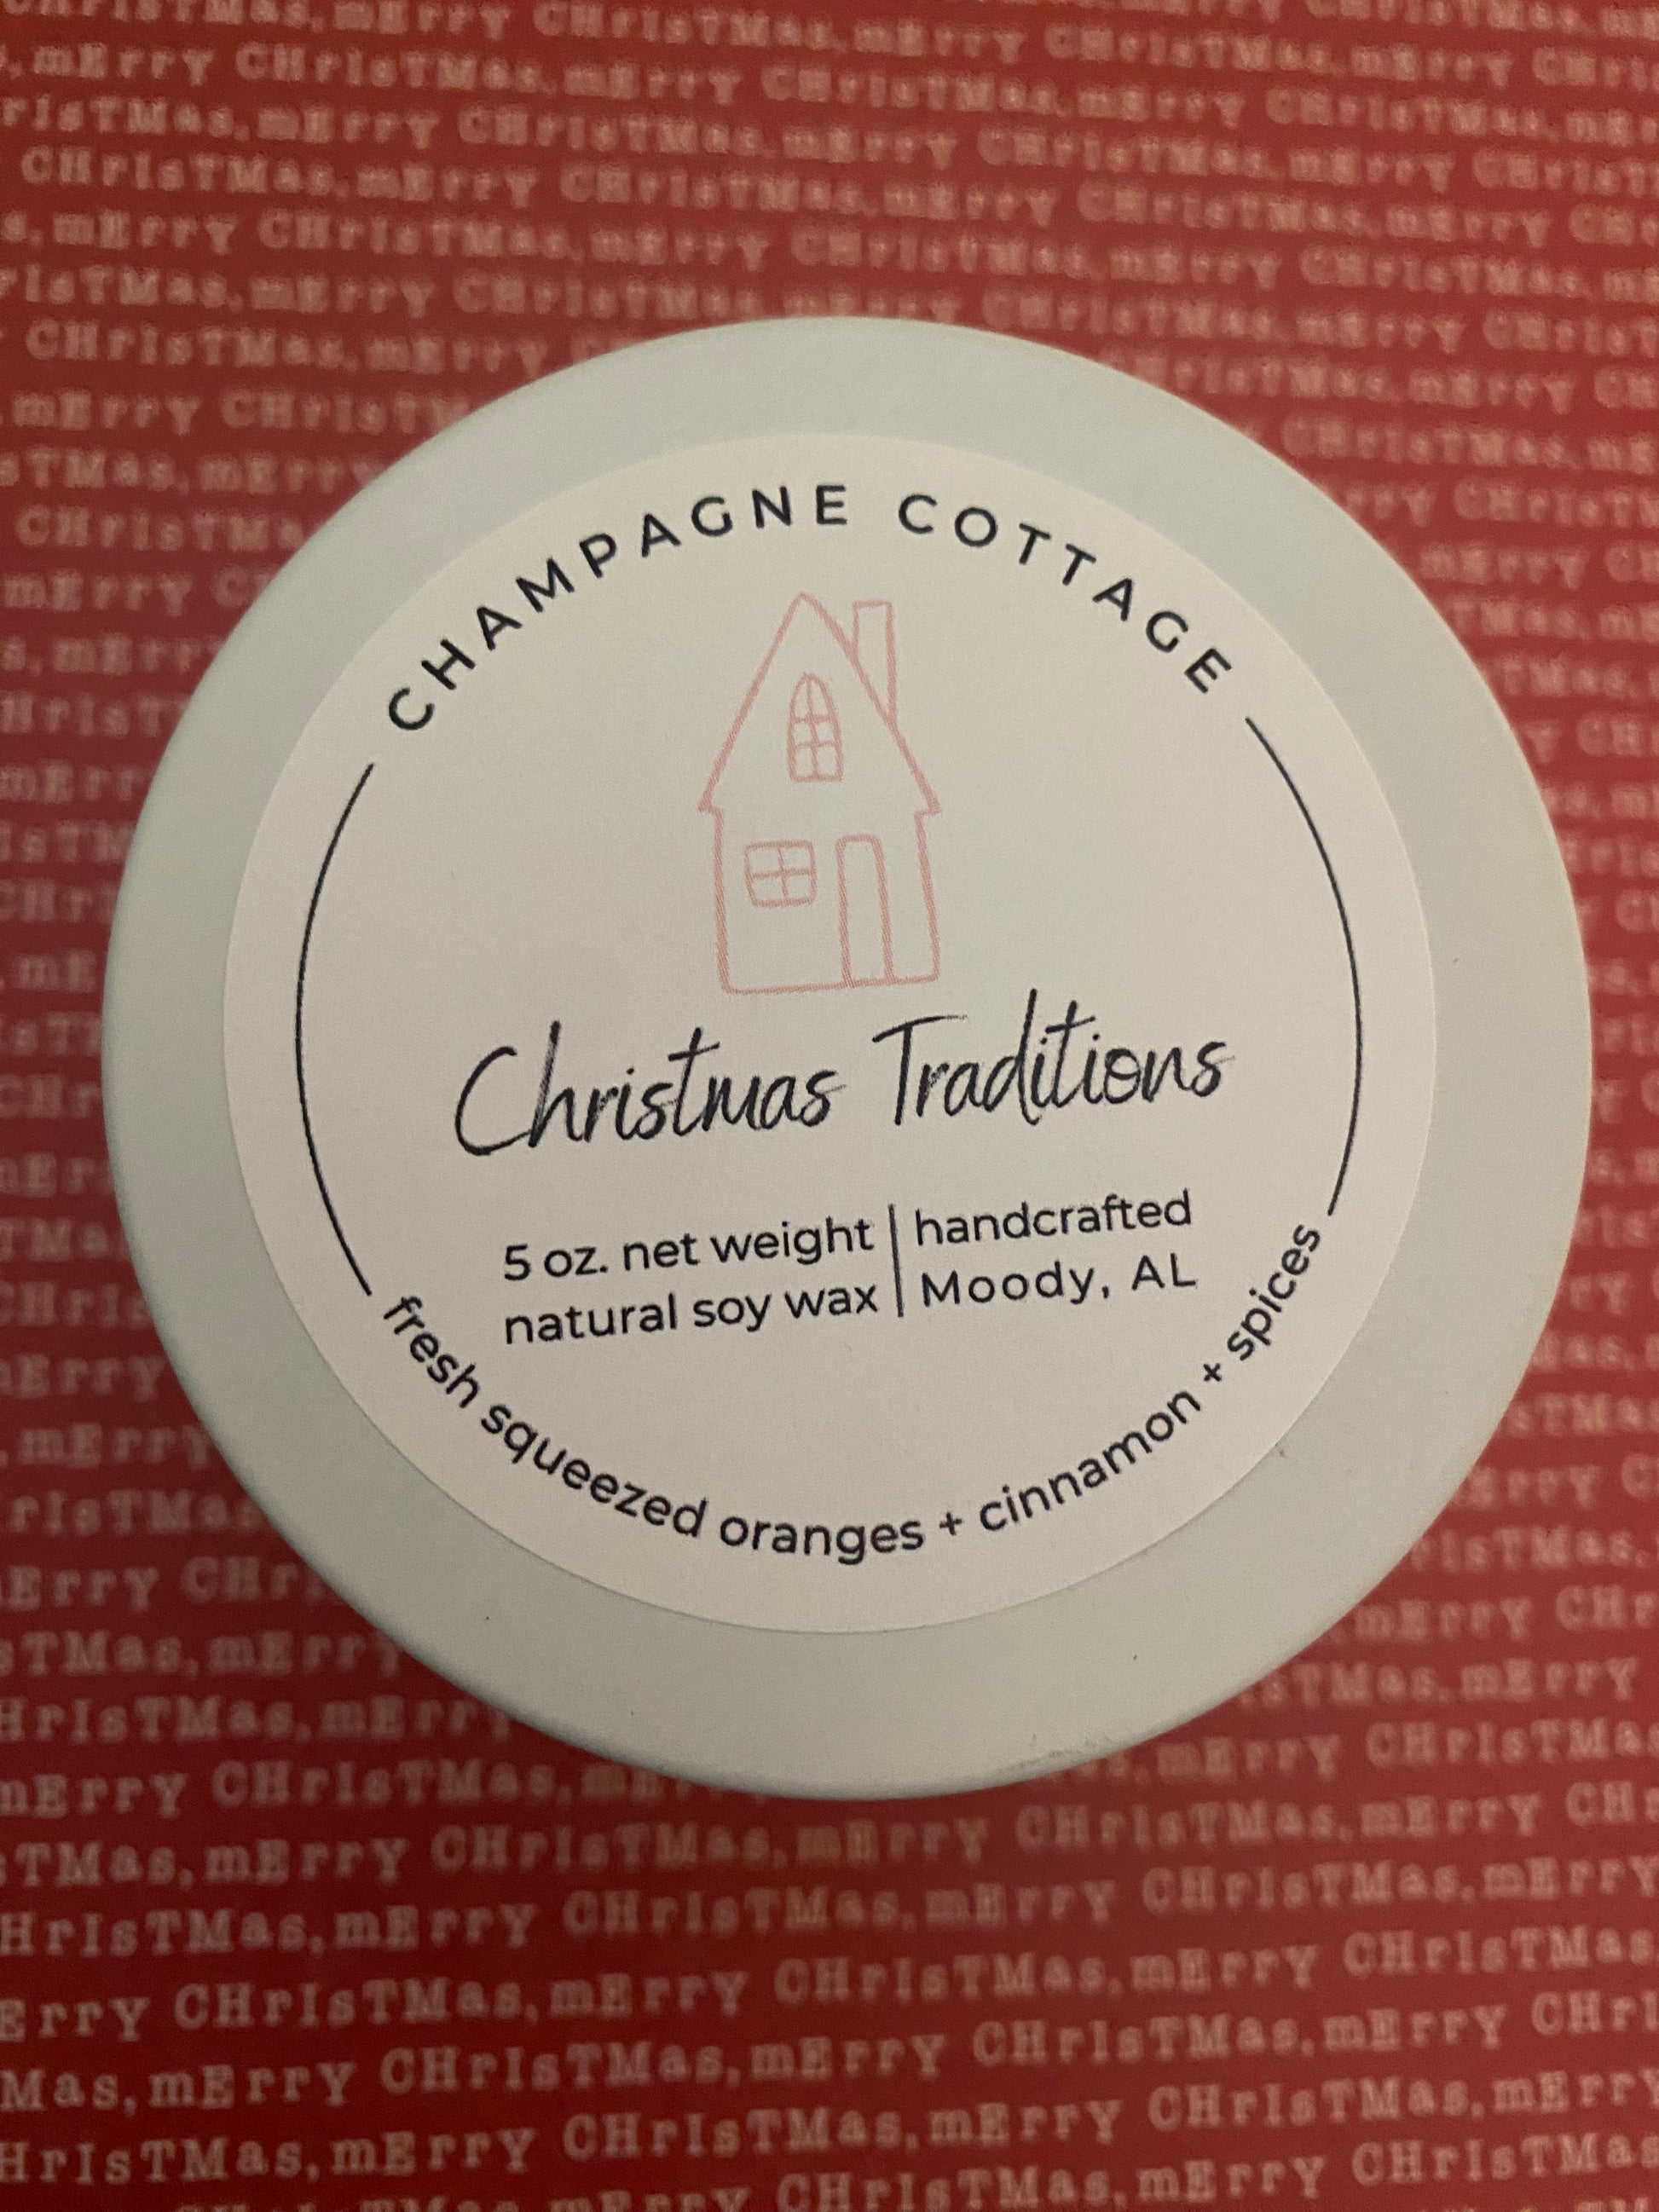 CHAMPAGNE COTTAGE
Christmas Traditions
5 oz. net weight | handcrafted
natural soy wax | Moody, AL
fresh squeezed oranges + cinnamon + spices
mErry CHrIsTMas,mErry CHrIsTMas,mErry CHrIsTMas,mErry